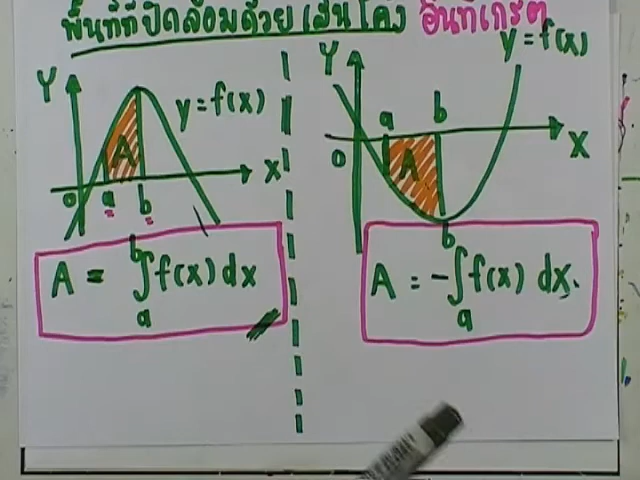 พื้นที่ที่ปิดล้อมด้วยเส้นโค้ง อินทิเกรต
Y y=f(x) A 0 a b X
Y y=f(x) a b 0 A X
A = ∫ₐᵇ f(x) dx
A = -∫ₐᵇ f(x) dx.